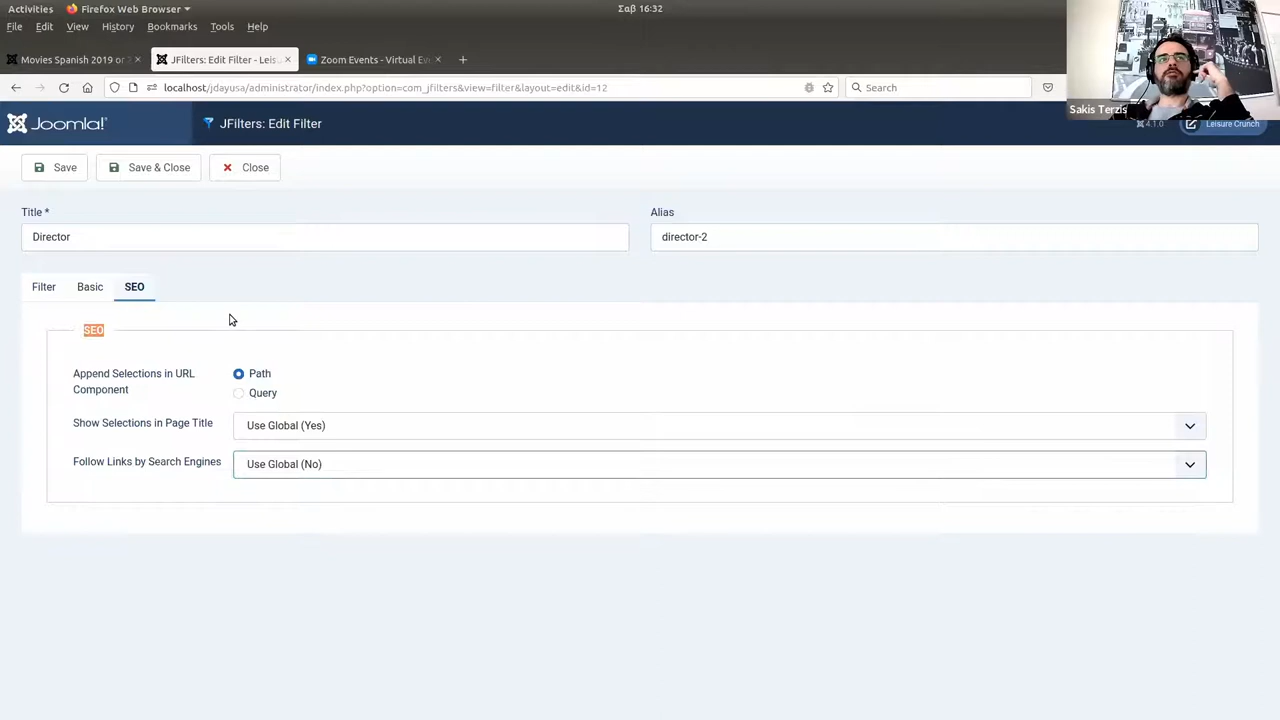 Activities Firefox Web Browser Σαβ 16:32
File Edit View History Bookmarks Tools Help
Movies Spanish 2019 or JFilters: Edit Filter - Leis Zoom Events - Virtual Ev
localhost/jdayusa/administrator/index.php?option=com_jfilters&view=filter&layout=edit&id=12 Search
Sakis Terzis
Joomla! JFilters: Edit Filter 4.1.0 Leisure Crunch
Save Save & Close Close
Title * Alias
Director director-2
Filter Basic SEO
SEO
Append Selections in URL Component Path
Query
Show Selections in Page Title Use Global (Yes)
Follow Links by Search Engines Use Global (No)